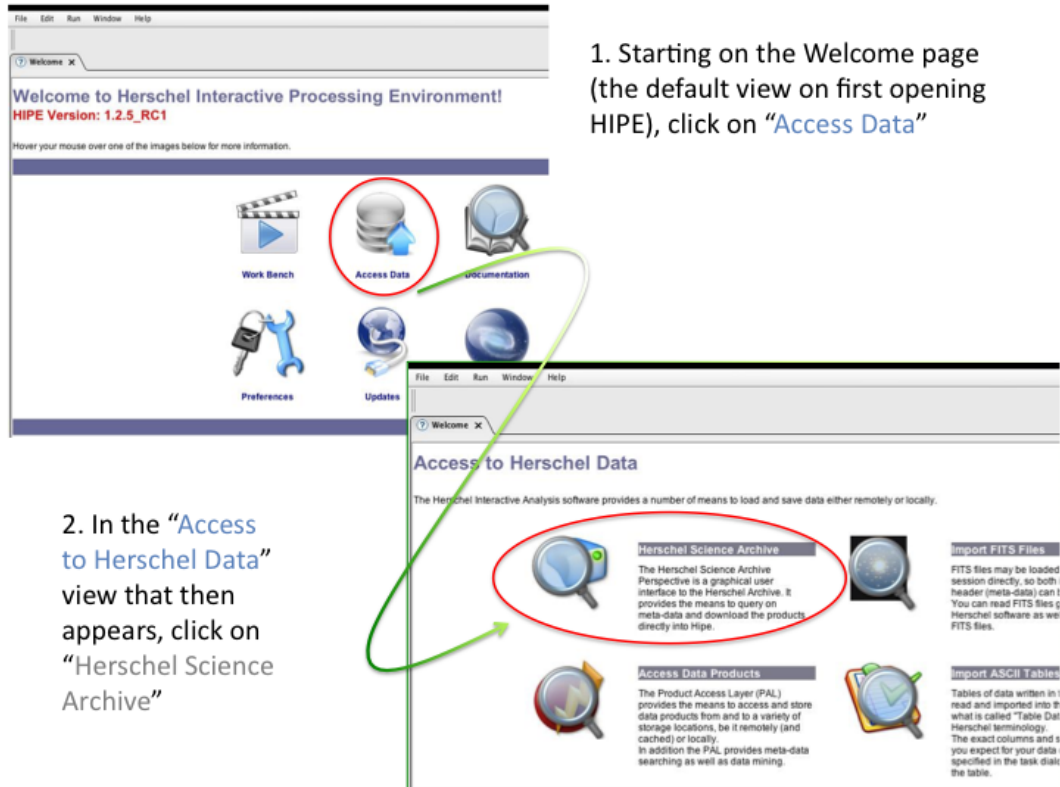 File Edit Run Window Help
Welcome X
Welcome to Herschel Interactive Processing Environment!
HIPE Version: 1.2.5_RC1
Hover your mouse over one of the images below for more information.
Work Bench
Access Data
Documentation
Preferences
Updates
1. Starting on the Welcome page
(the default view on first opening
HIPE), click on “Access Data”
2. In the “Access
to Herschel Data”
view that then
appears, click on
“Herschel Science
Archive”
File Edit Run Window Help
Welcome X
Access to Herschel Data
The Herschel Interactive Analysis software provides a number of means to load and save data either remotely or locally.
Herschel Science Archive
The Herschel Science Archive
Perspective is a graphical user
interface to the Herschel Archive. It
provides the means to query on
meta-data and download the products
directly into Hipe.
Import FITS Files
FITS files may be loaded
session directly, so both
header (meta-data) can
You can read FITS files
Herschel software as
FITS files.
Access Data Products
The Product Access Layer (PAL)
provides the means to access and store
data products from and to a variety of
storage locations, be it remotely (and
cached) or locally.
In addition the PAL provides meta-data
searching as well as data mining.
Import ASCII Tables
Tables of data written in
read and imported into
what is called "Table
Herschel terminology.
The exact columns and
you expect for your data
specified in the task
the table.